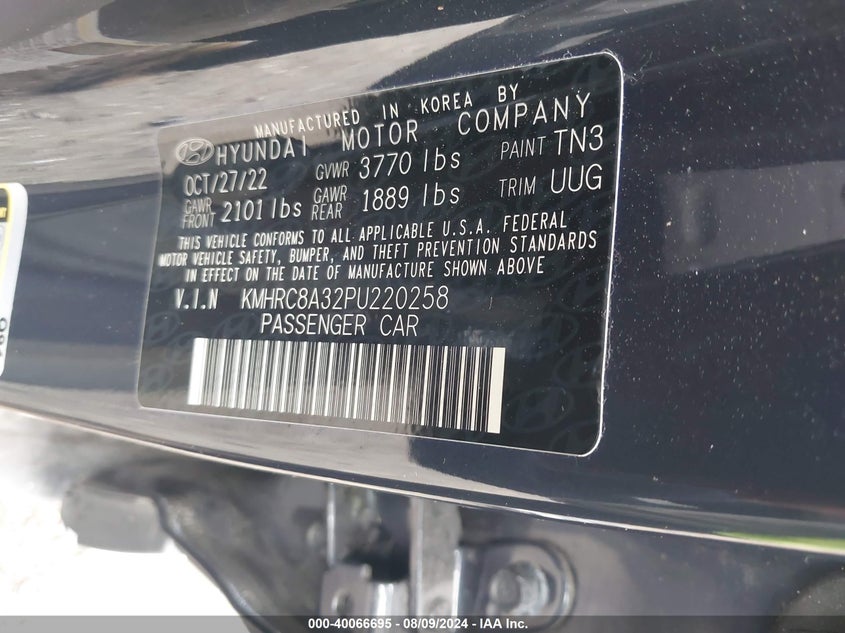 MANUFACTURED IN KOREA BY
HYUNDAI MOTOR COMPANY
OCT/27/22 GVWR 3770 lbs PAINT TN3
GAWR FRONT 2101 lbs GAWR REAR 1889 lbs TRIM UUG
THIS VEHICLE CONFORMS TO ALL APPLICABLE U.S.A. FEDERAL
MOTOR VEHICLE SAFETY, BUMPER, AND THEFT PREVENTION STANDARDS
IN EFFECT ON THE DATE OF MANUFACTURE SHOWN ABOVE
V.I.N KMHRC8A32PU220258
PASSENGER CAR
000-40066695 - 08/09/2024 - IAA Inc.